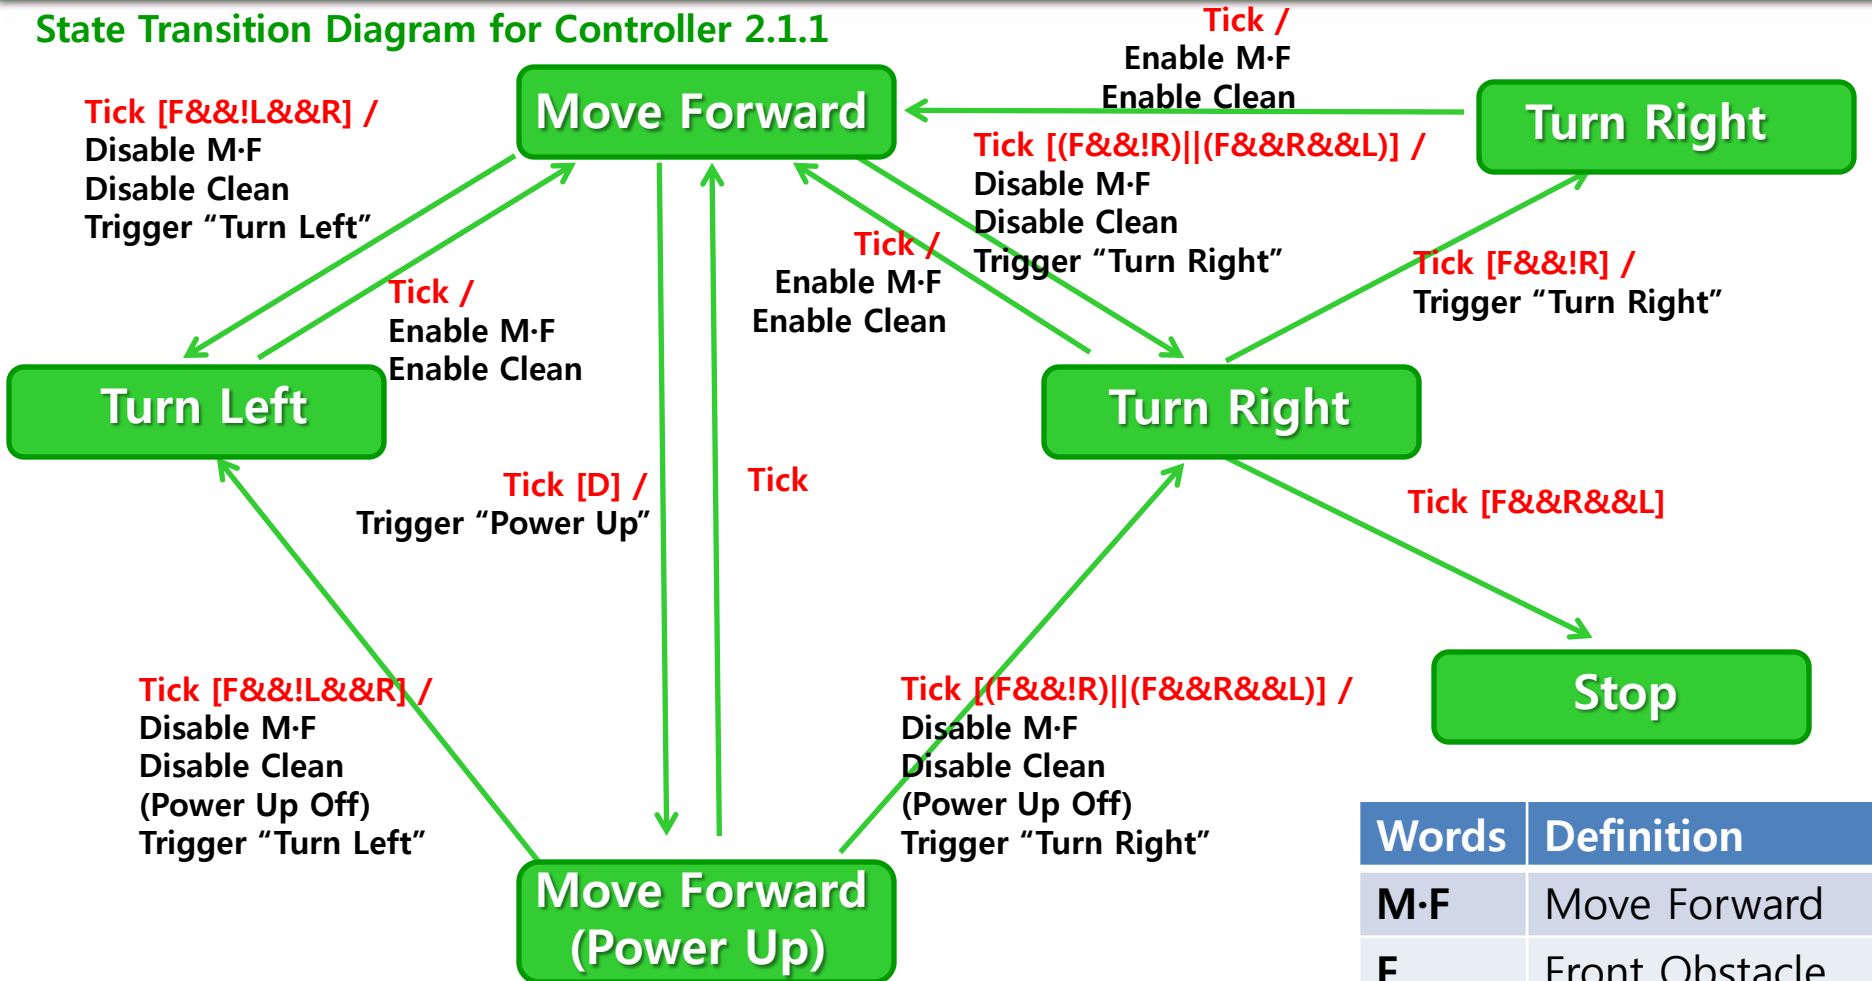 State Transition Diagram for Controller 2.1.1
Tick /
Enable M·F
Enable Clean
Move Forward
Turn Right
Tick [F&&!L&&R] /
Disable M·F
Disable Clean
Trigger “Turn Left”
Tick [(F&&!R)||(F&&R&&L)] /
Disable M·F
Disable Clean
Trigger “Turn Right”
Tick /
Enable M·F
Enable Clean
Tick /
Enable M·F
Enable Clean
Tick [F&&!R] /
Trigger “Turn Right”
Turn Left
Turn Right
Tick [D] /
Trigger “Power Up”
Tick
Tick [F&&R&&L]
Tick [F&&!L&&R] /
Disable M·F
Disable Clean
(Power Up Off)
Trigger “Turn Left”
Tick [(F&&!R)||(F&&R&&L)] /
Disable M·F
Disable Clean
(Power Up Off)
Trigger “Turn Right”
Stop
Move Forward
(Power Up)
Words Definition
M·F Move Forward
F Front Obstacle